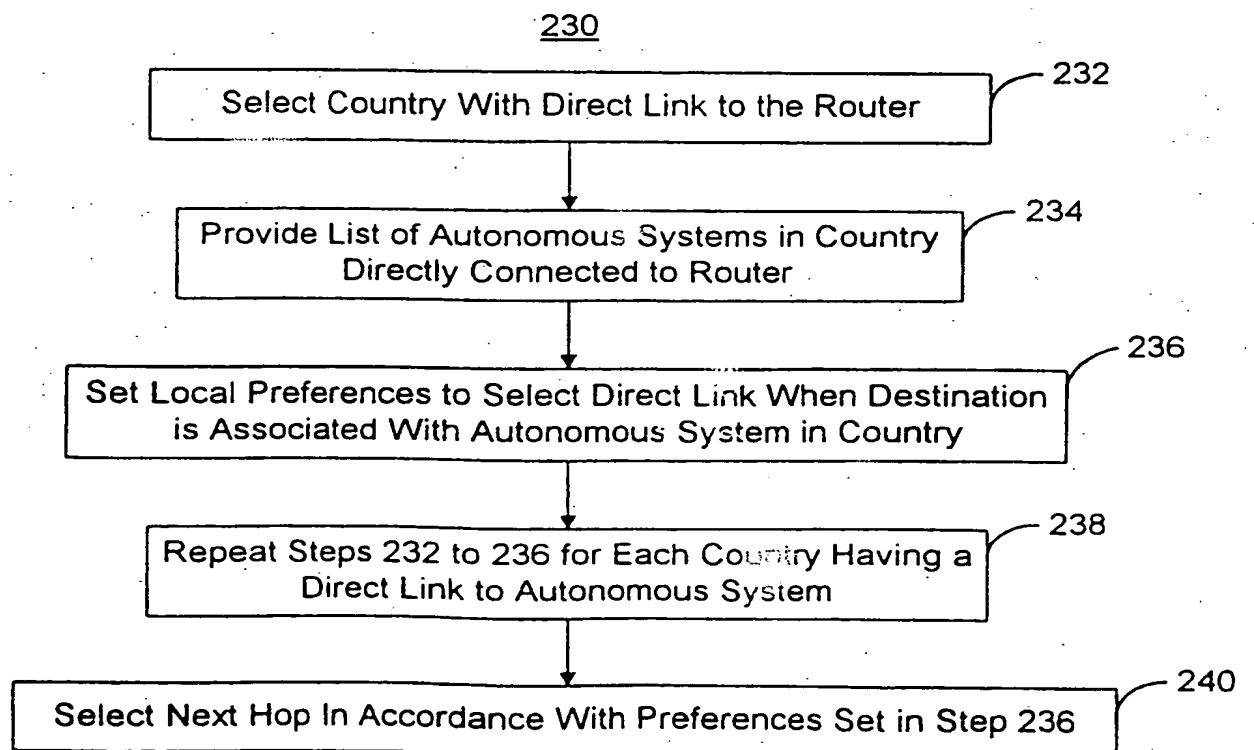 230
232
Select Country With Direct Link to the Router
234
Provide List of Autonomous Systems in Country
Directly Connected to Router
236
Set Local Preferences to Select Direct Link When Destination
is Associated With Autonomous System in Country
238
Repeat Steps 232 to 236 for Each Country Having a
Direct Link to Autonomous System
240
Select Next Hop In Accordance With Preferences Set in Step 236